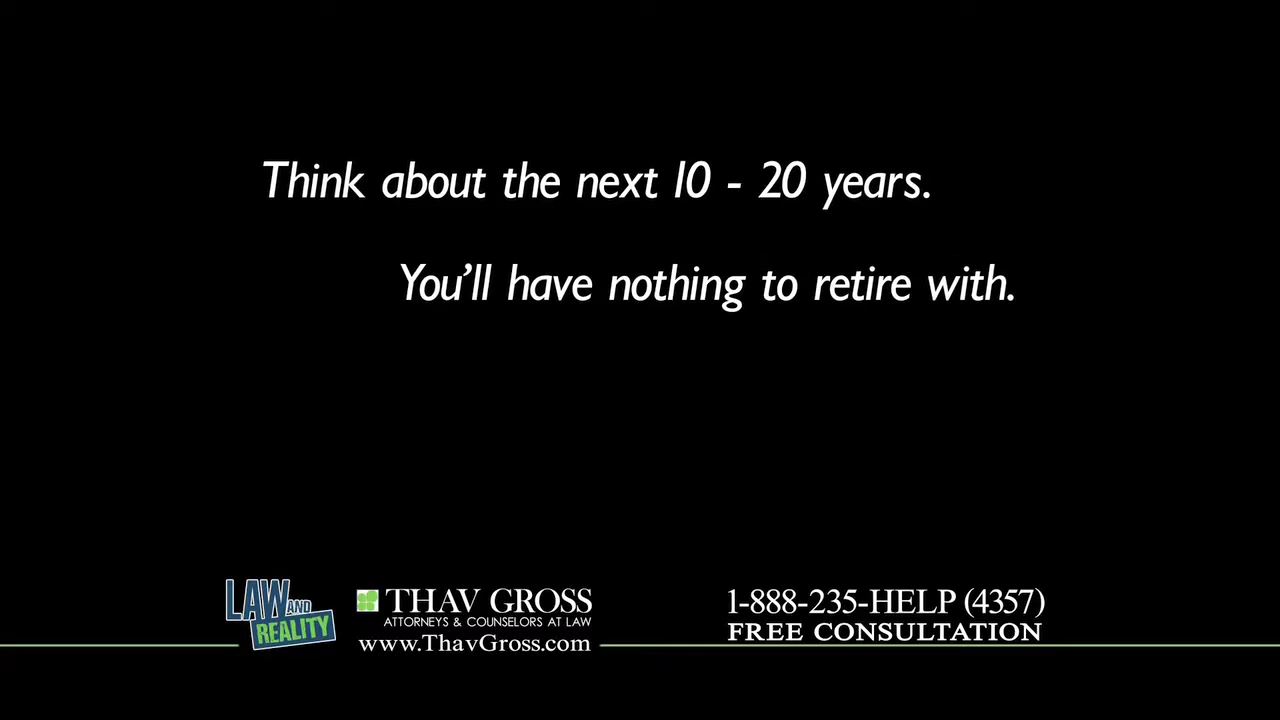 Think about the next 10 - 20 years.
You'll have nothing to retire with.
LAW AND
REALITY
THAV GROSS
ATTORNEYS & COUNSELORS AT LAW
www.ThavGross.com
1-888-235-HELP (4357)
FREE CONSULTATION